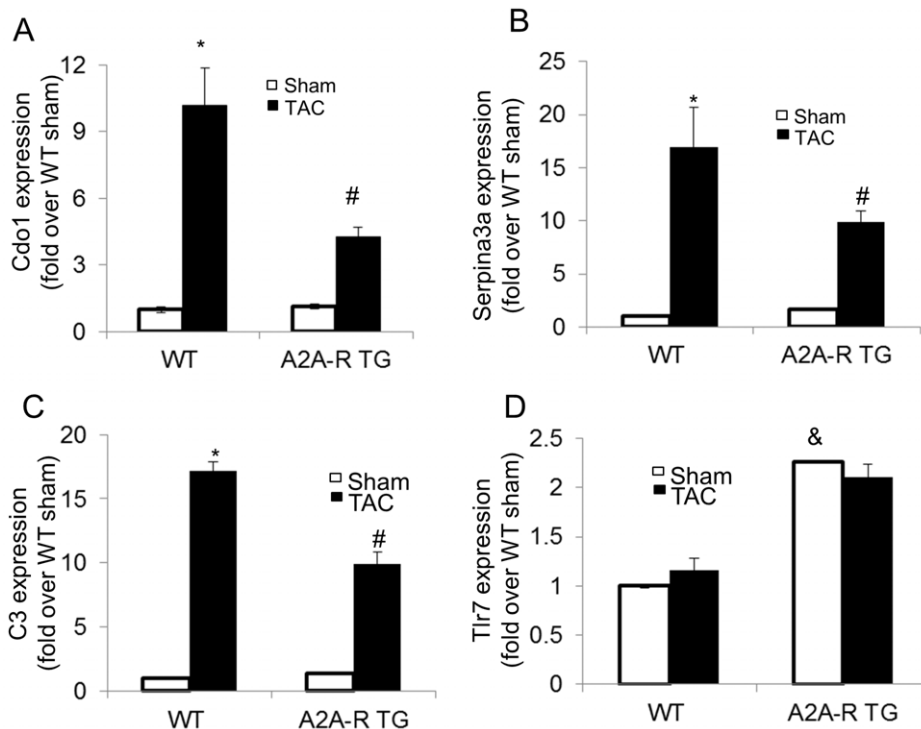 A
Cdo1 expression
(fold over WT sham)
12
9
6
3
0
*
#
Sham
TAC
WT
A2A-R TG
B
Serpina3a expression
(fold over WT sham)
25
20
15
10
5
0
*
#
Sham
TAC
WT
A2A-R TG
C
C3 expression
(fold over WT sham)
20
15
10
5
0
*
#
Sham
TAC
WT
A2A-R TG
D
Tlr7 expression
(fold over WT sham)
2.5
2
1.5
1
0.5
0
&
Sham
TAC
WT
A2A-R TG